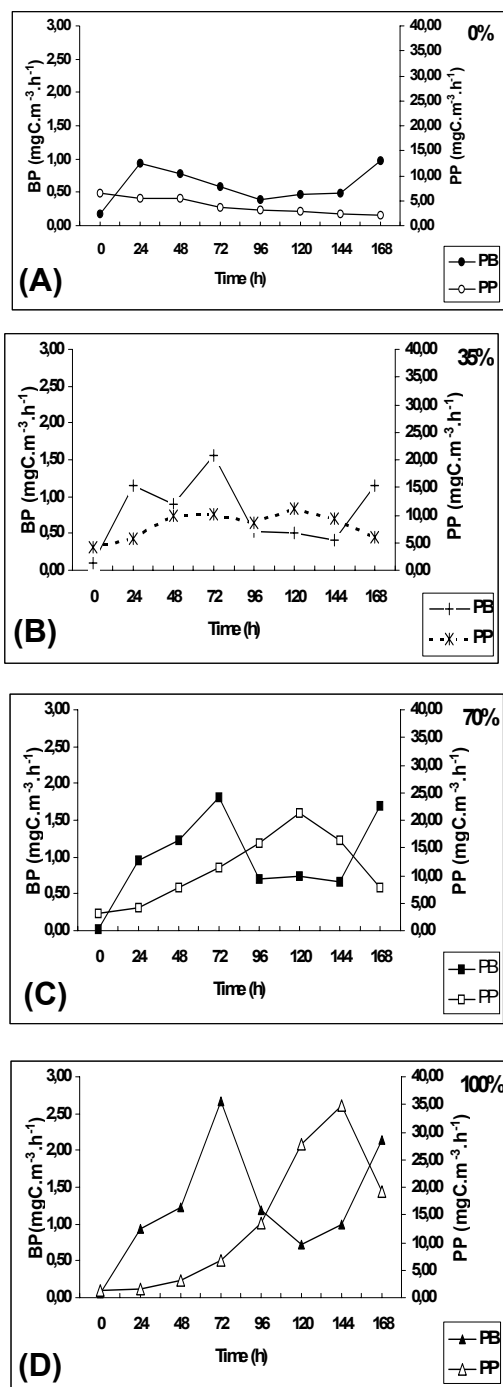 0%
BP (mgC.m⁻³.h⁻¹)
3,00
2,50
2,00
1,50
1,00
0,50
0,00
PP (mgC.m⁻³.h⁻¹)
40,00
35,00
30,00
25,00
20,00
15,00
10,00
5,00
0,00
0 24 48 72 96 120 144 168
Time (h)
(A)
PB
PP
35%
BP (mgC.m⁻³.h⁻¹)
3,00
2,50
2,00
1,50
1,00
0,50
0,00
PP (mgC.m⁻³.h⁻¹)
40,00
35,00
30,00
25,00
20,00
15,00
10,00
5,00
0,00
0 24 48 72 96 120 144 168
Time (h)
(B)
PB
PP
70%
BP (mgC.m⁻³.h⁻¹)
3,00
2,50
2,00
1,50
1,00
0,50
0,00
PP (mgC.m⁻³.h⁻¹)
40,00
35,00
30,00
25,00
20,00
15,00
10,00
5,00
0,00
0 24 48 72 96 120 144 168
Time (h)
(C)
PB
PP
100%
BP(mgC.m⁻³.h⁻¹)
3,00
2,50
2,00
1,50
1,00
0,50
0,00
PP (mgC.m⁻³.h⁻¹)
40,00
35,00
30,00
25,00
20,00
15,00
10,00
5,00
0,00
0 24 48 72 96 120 144 168
Time (h)
(D)
PB
PP